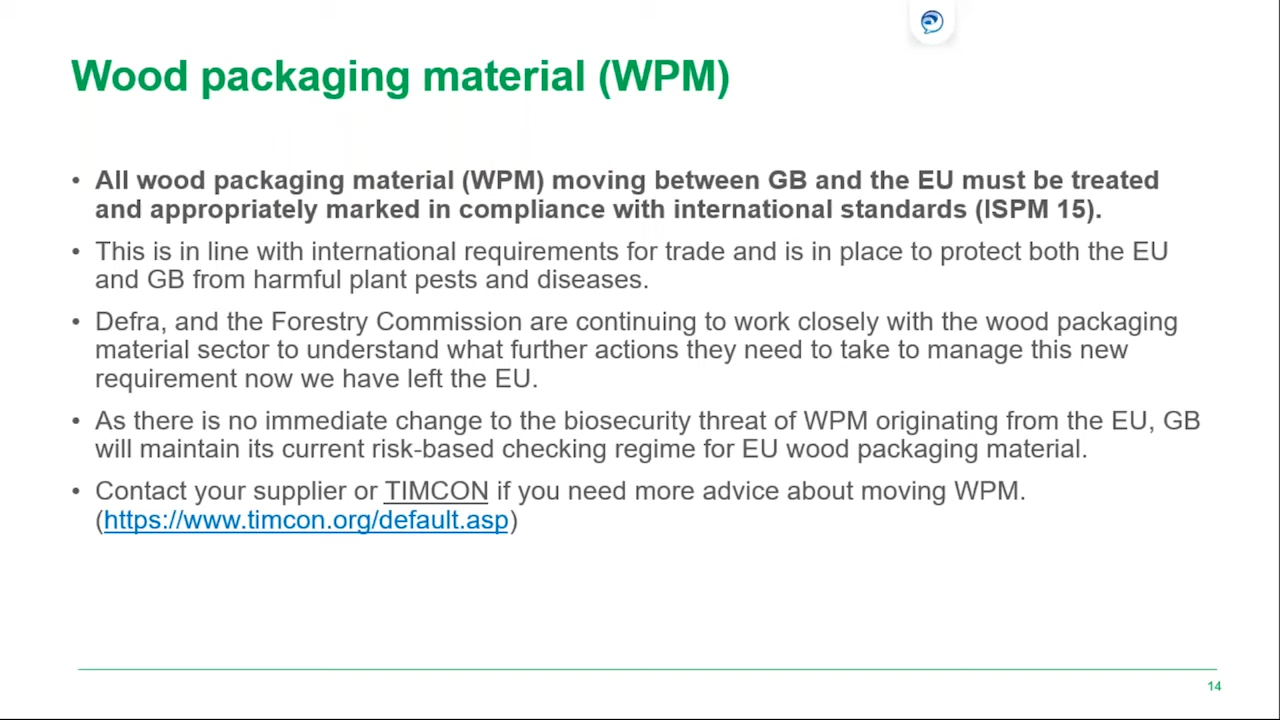 Wood packaging material (WPM)
• All wood packaging material (WPM) moving between GB and the EU must be treated
and appropriately marked in compliance with international standards (ISPM 15).
• This is in line with international requirements for trade and is in place to protect both the EU
and GB from harmful plant pests and diseases.
• Defra, and the Forestry Commission are continuing to work closely with the wood packaging
material sector to understand what further actions they need to take to manage this new
requirement now we have left the EU.
• As there is no immediate change to the biosecurity threat of WPM originating from the EU, GB
will maintain its current risk-based checking regime for EU wood packaging material.
• Contact your supplier or TIMCON if you need more advice about moving WPM.
(https://www.timcon.org/default.asp)
14